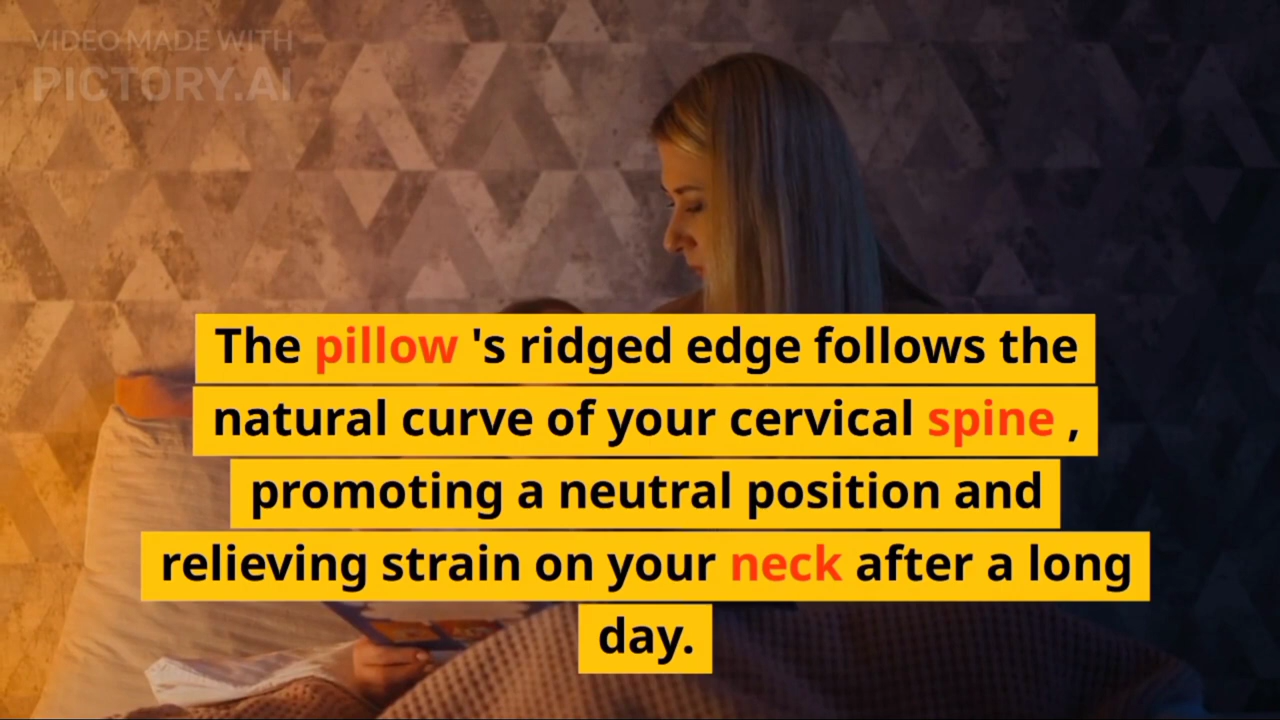 VIDEO MADE WITH
PICTORY.AI
The pillow 's ridged edge follows the
natural curve of your cervical spine ,
promoting a neutral position and
relieving strain on your neck after a long
day.